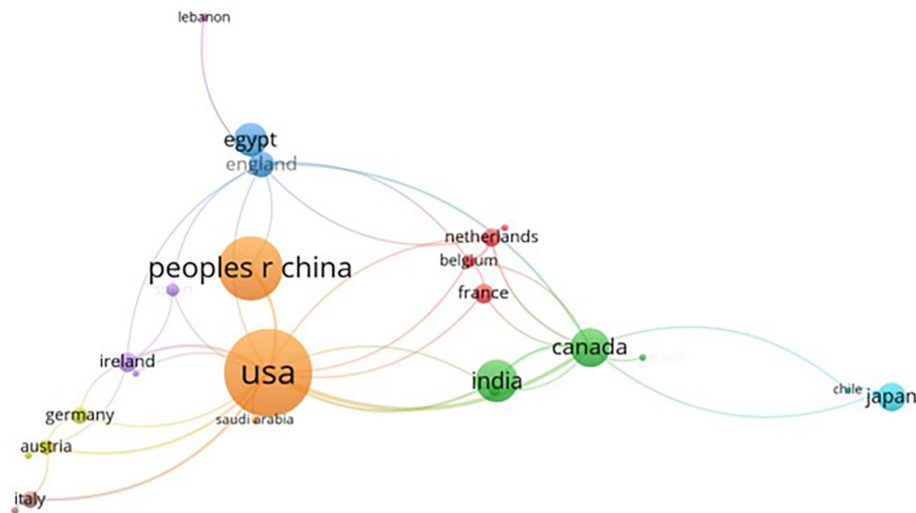 lebanon
egypt
england
netherlands
peoples r china
belgium
spain
france
canada
ireland
usa
india
chile
japan
germany
saudi arabia
austria
italy